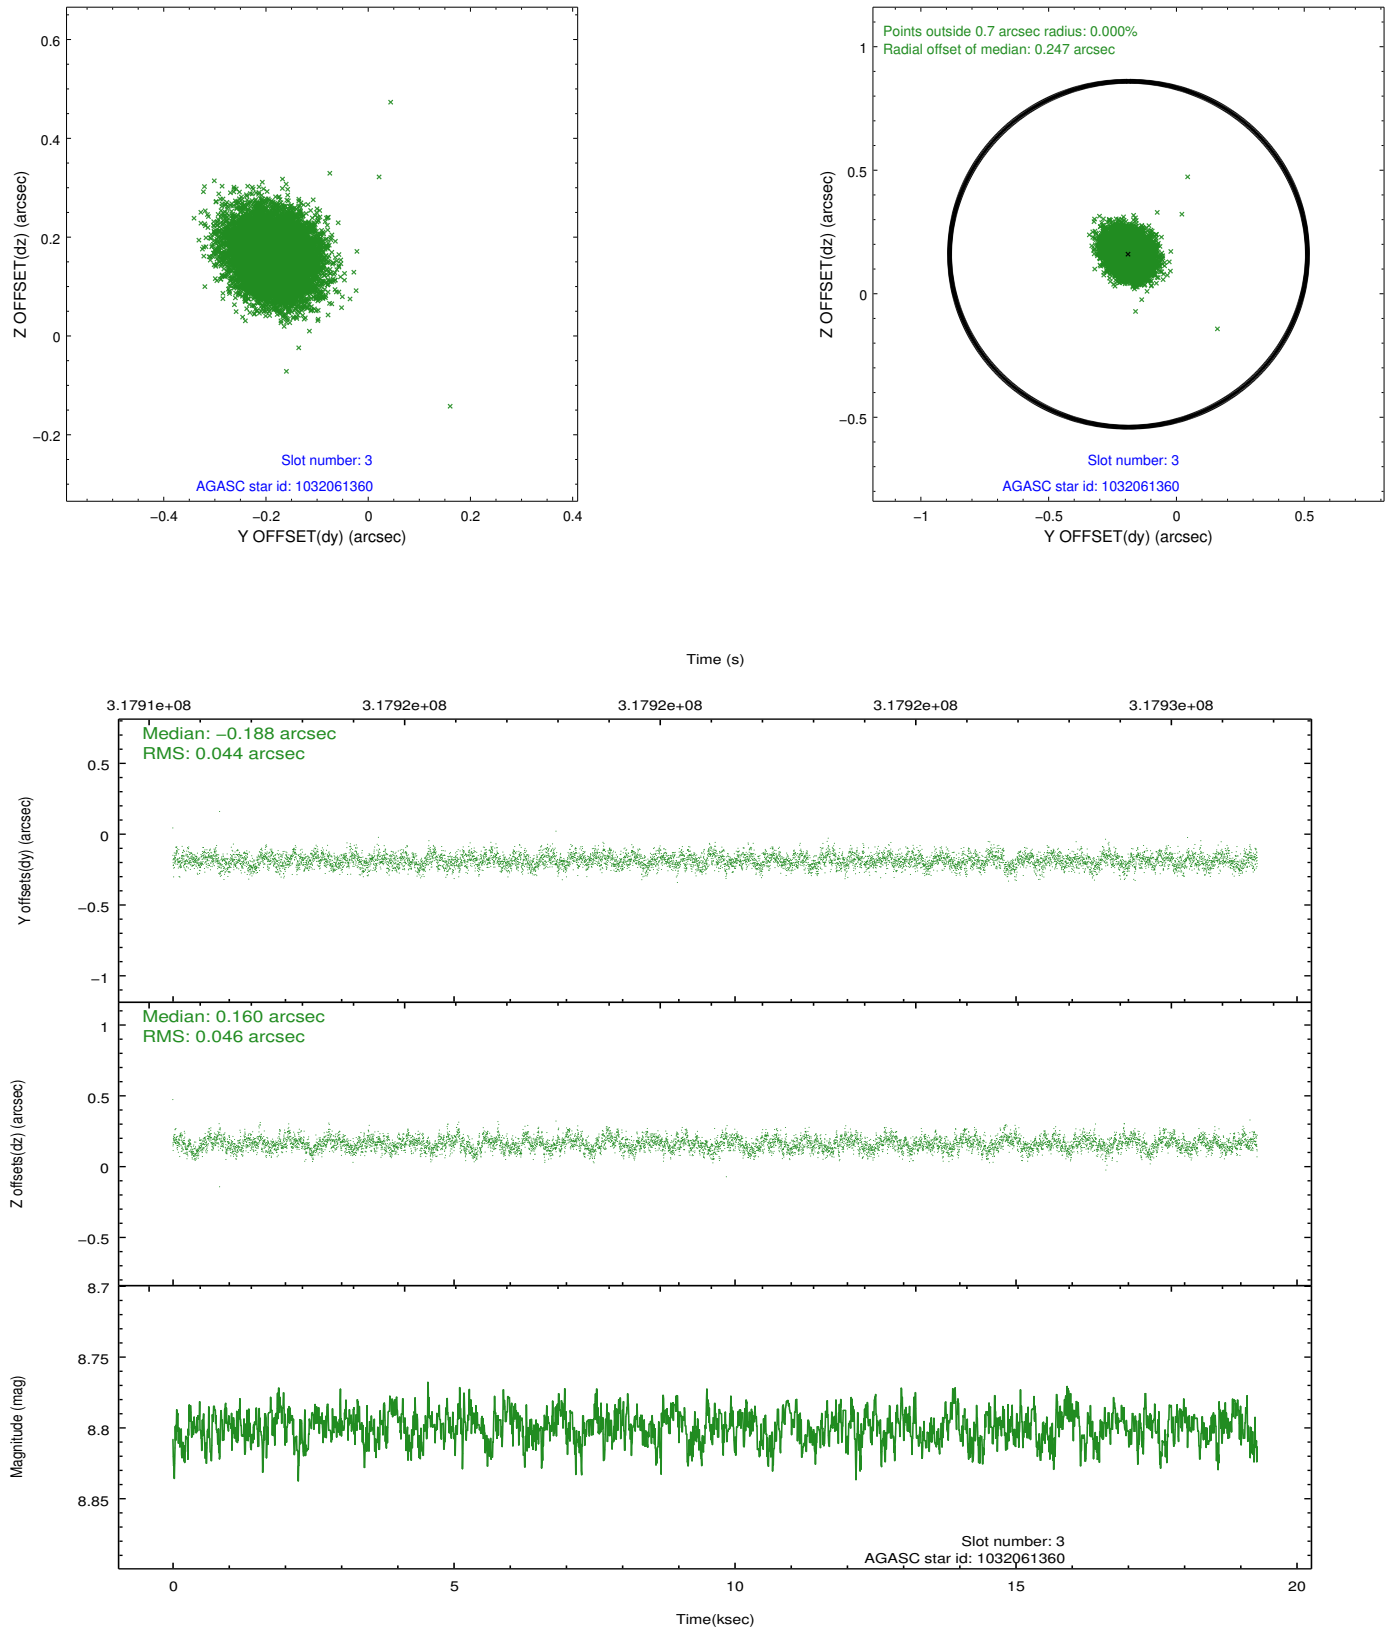 0.6
0.4
0.2
0
−0.2
Z OFFSET(dz) (arcsec)
Slot number: 3
AGASC star id: 1032061360
−0.4
−0.2
0
0.2
0.4
Y OFFSET(dy) (arcsec)
Points outside 0.7 arcsec radius: 0.000%
Radial offset of median: 0.247 arcsec
1
0.5
0
−0.5
Z OFFSET(dz) (arcsec)
Slot number: 3
AGASC star id: 1032061360
−1
−0.5
0
0.5
Y OFFSET(dy) (arcsec)
Time (s)
3.1791e+08
3.1792e+08
3.1792e+08
3.1792e+08
3.1793e+08
Median: −0.188 arcsec
RMS: 0.044 arcsec
0.5
0
−0.5
−1
Y offsets(dy) (arcsec)
Median: 0.160 arcsec
RMS: 0.046 arcsec
1
0.5
0
−0.5
Z offsets(dz) (arcsec)
8.7
8.75
8.8
8.85
Magnitude (mag)
Slot number: 3
AGASC star id: 1032061360
0
5
10
15
20
Time(ksec)